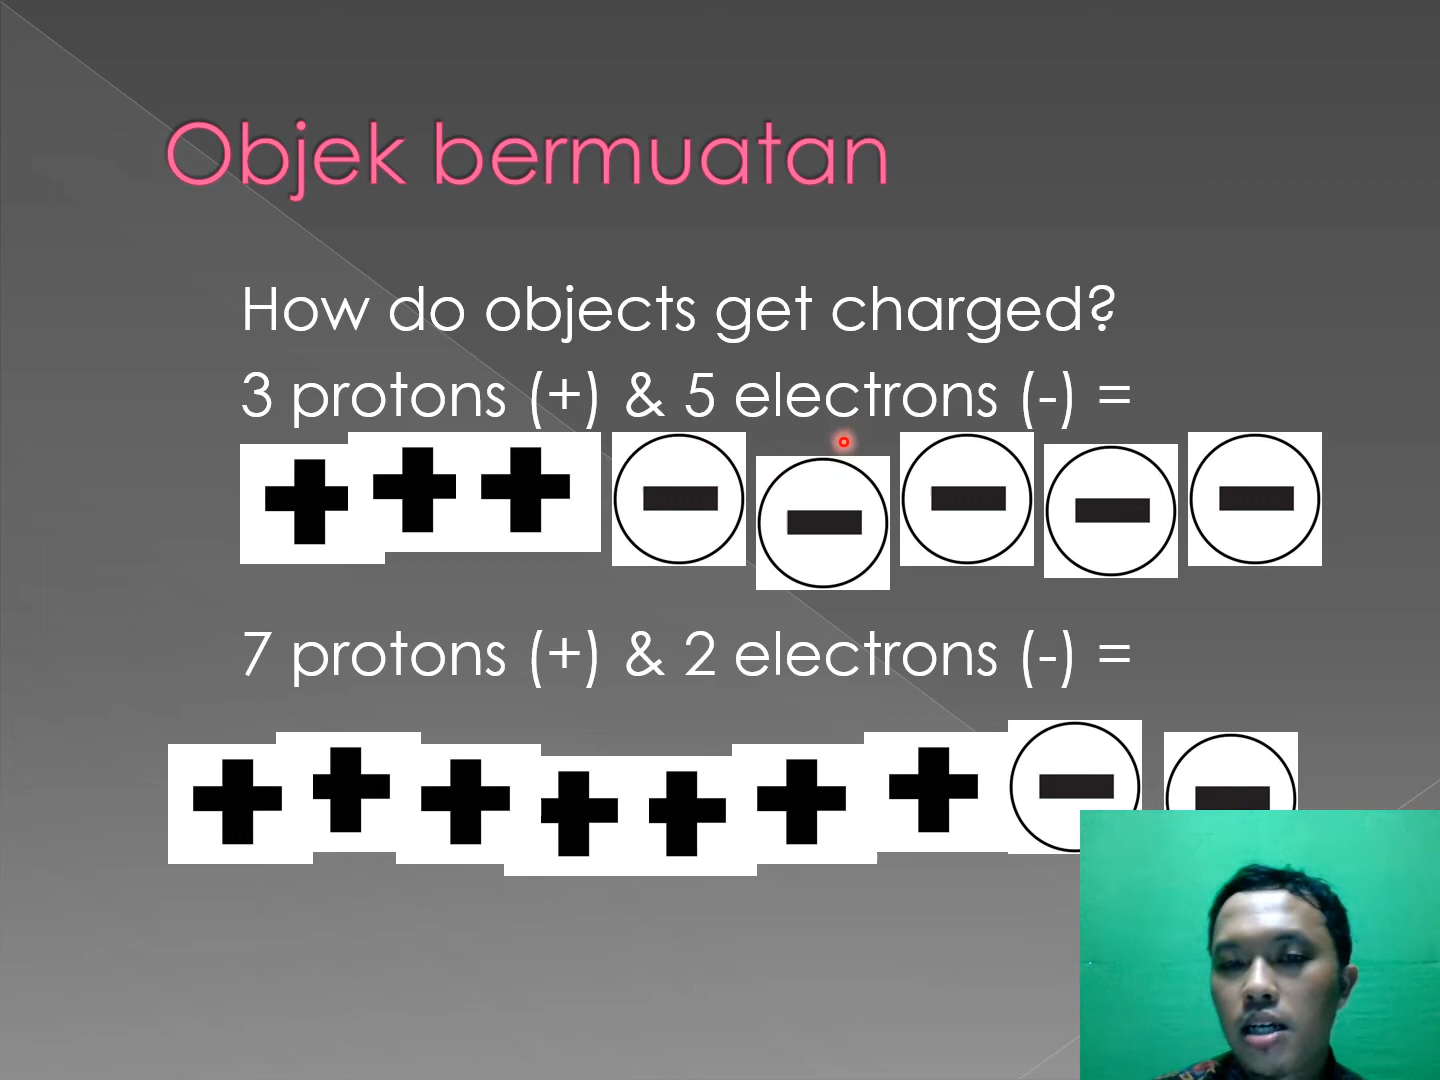 Objek bermuatan
How do objects get charged?
3 protons (+) & 5 electrons (-) =
7 protons (+) & 2 electrons (-) =